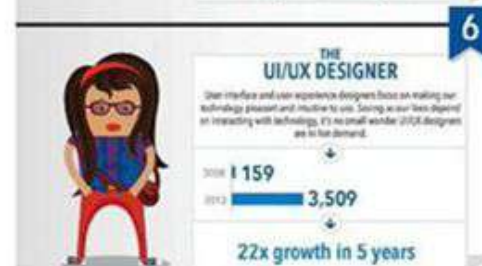 6
THE
UI/UX DESIGNER
User interface and user experience designers focus on making our
technology pleasant and intuitive to use. Seeing as our lives depend
on interacting with technology, it's no small wonder UI/UX designers
are in hot demand.
2008 159
2013 3,509
22x growth in 5 years